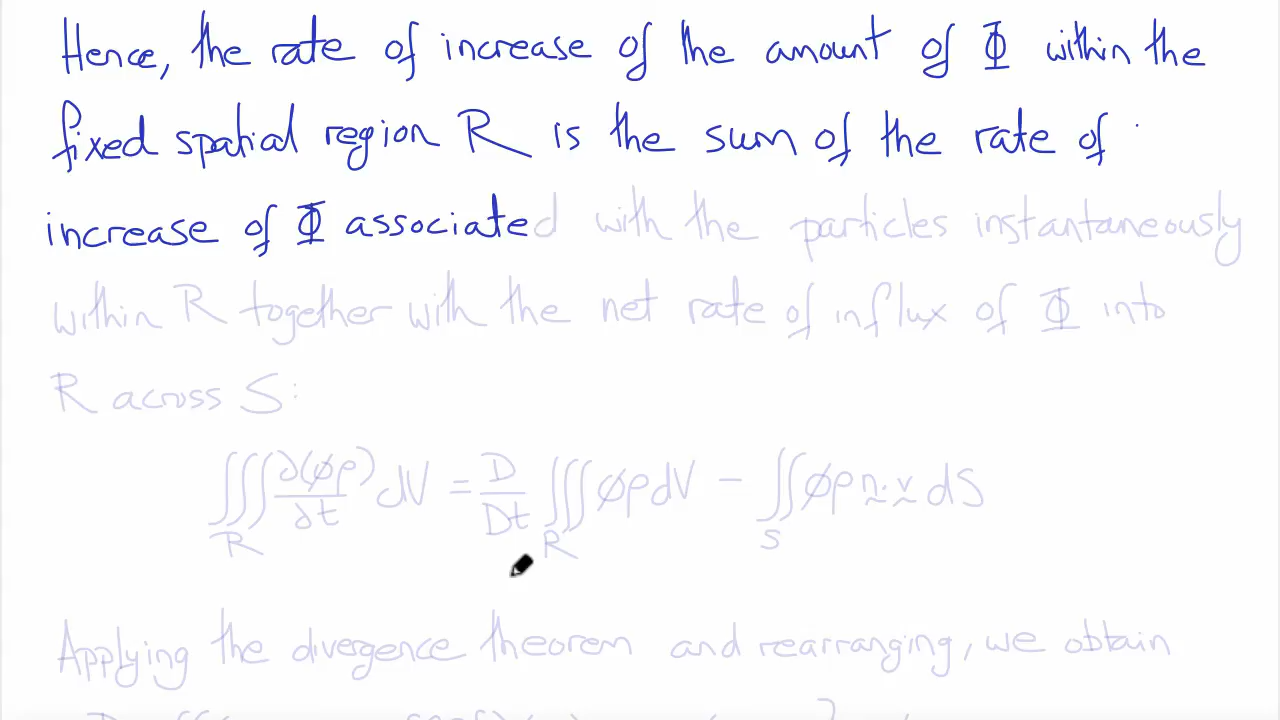 Hence, the rate of increase of the amount of Φ within the
fixed spatial region R is the sum of the rate of
increase of Φ associated with the particles instantaneously
within R together with the net rate of influx of Φ into
R across S:
∭_R ∂(φρ)/∂t dV = D/Dt ∭_R φρ dV − ∬_S φρ n̰.v̰ dS
Applying the divergence theorem and rearranging, we obtain